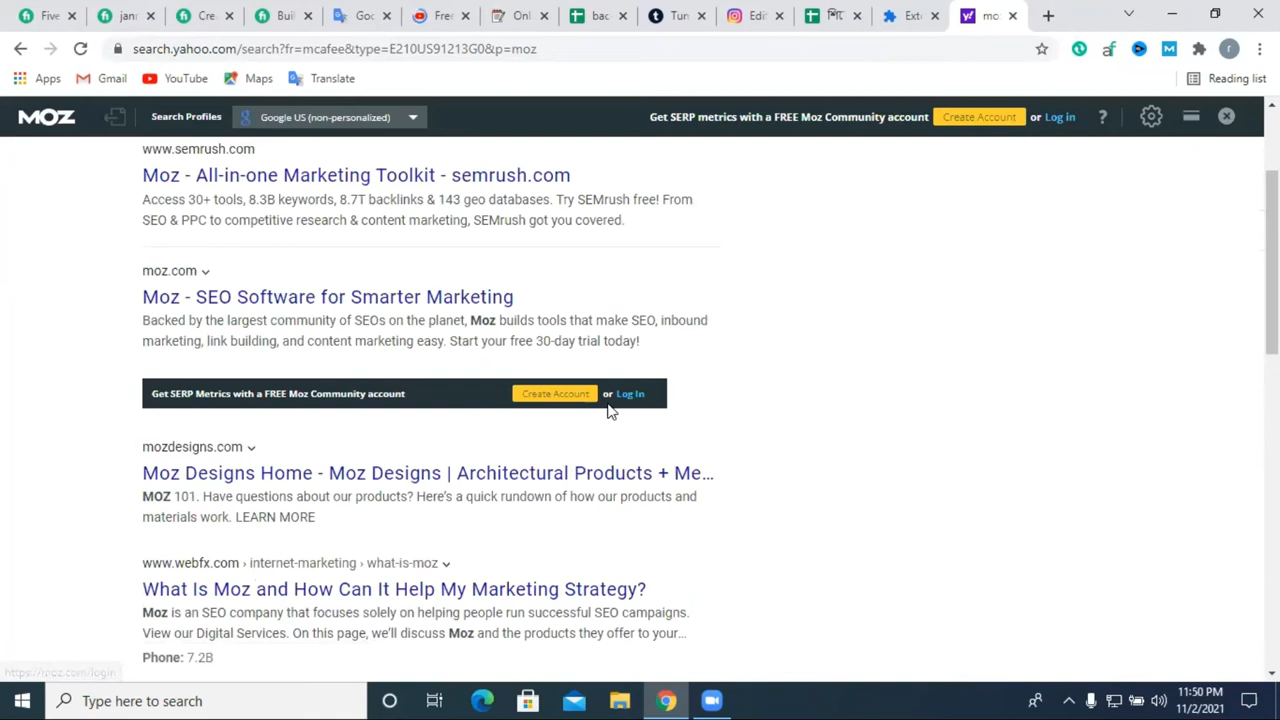 Five
jani
Cre
Buil
Goo
Free
Onl
bac
Tun
Edit
Exte
mo
search.yahoo.com/search?fr=mcafee&type=E210US91213G0&p=moz
Apps Gmail YouTube Maps Translate Reading list
MOZ Search Profiles Google US (non-personalized) Get SERP metrics with a FREE Moz Community account Create Account or Log in ?
www.semrush.com
Moz - All-in-one Marketing Toolkit - semrush.com
Access 30+ tools, 8.3B keywords, 8.7T backlinks & 143 geo databases. Try SEMrush free! From
SEO & PPC to competitive research & content marketing, SEMrush got you covered.
moz.com
Moz - SEO Software for Smarter Marketing
Backed by the largest community of SEOs on the planet, Moz builds tools that make SEO, inbound
marketing, link building, and content marketing easy. Start your free 30-day trial today!
Get SERP Metrics with a FREE Moz Community account Create Account or Log In
mozdesigns.com
Moz Designs Home - Moz Designs | Architectural Products + Me...
MOZ 101. Have questions about our products? Here's a quick rundown of how our products and
materials work. LEARN MORE
www.webfx.com › internet-marketing › what-is-moz
What Is Moz and How Can It Help My Marketing Strategy?
Moz is an SEO company that focuses solely on helping people run successful SEO campaigns.
View our Digital Services. On this page, we'll discuss Moz and the products they offer to your...
Phone: 7.2B
https://moz.com/login
Type here to search
11:50 PM
11/2/2021